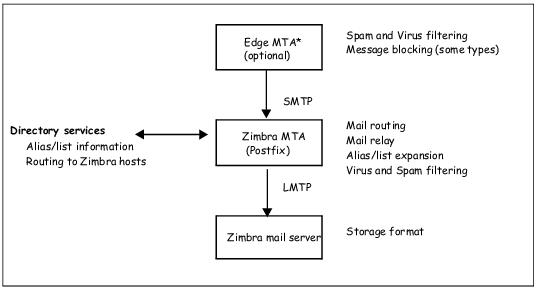 Edge MTA*
(optional)
Spam and Virus filtering
Message blocking (some types)
SMTP
Directory services
Alias/list information
Routing to Zimbra hosts
Zimbra MTA
(Postfix)
Mail routing
Mail relay
Alias/list expansion
Virus and Spam filtering
LMTP
Zimbra mail server
Storage format